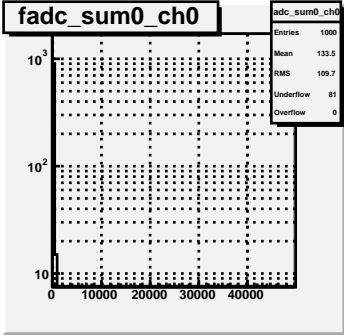 fadc_sum0_ch0
adc_sum0_ch0
Entries 1000
Mean 133.5
RMS 109.7
Underflow 81
Overflow 0
10³
10²
10
0 10000 20000 30000 40000